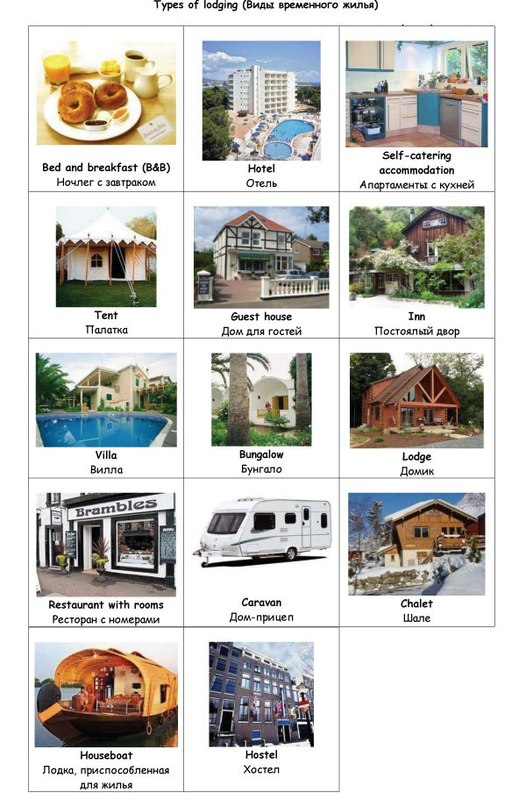 Types of lodging (Виды временного жилья)
Bed and breakfast (B&B)
Ночлег с завтраком
Hotel
Отель
Self-catering
accommodation
Апартаменты с кухней
Tent
Палатка
Guest house
Дом для гостей
Inn
Постоялый двор
Villa
Вилла
Bungalow
Бунгало
Lodge
Домик
Brambles
Restaurant with rooms
Ресторан с номерами
Caravan
Дом-прицеп
Chalet
Шале
Houseboat
Лодка, приспособленная
для жилья
Hostel
Хостел